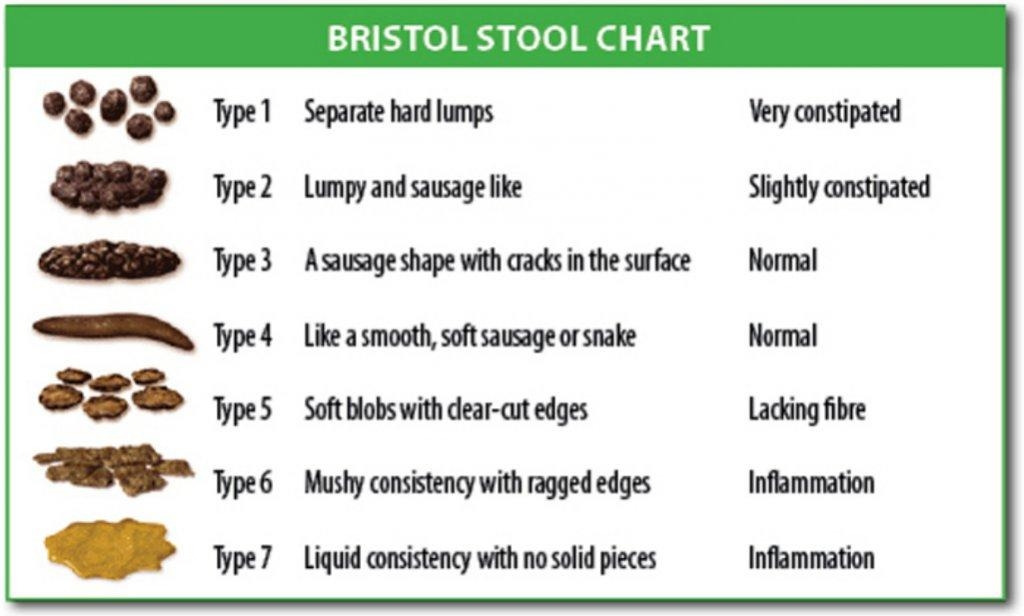 BRISTOL STOOL CHART
Type 1 Separate hard lumps Very constipated
Type 2 Lumpy and sausage like Slightly constipated
Type 3 A sausage shape with cracks in the surface Normal
Type 4 Like a smooth, soft sausage or snake Normal
Type 5 Soft blobs with clear-cut edges Lacking fibre
Type 6 Mushy consistency with ragged edges Inflammation
Type 7 Liquid consistency with no solid pieces Inflammation